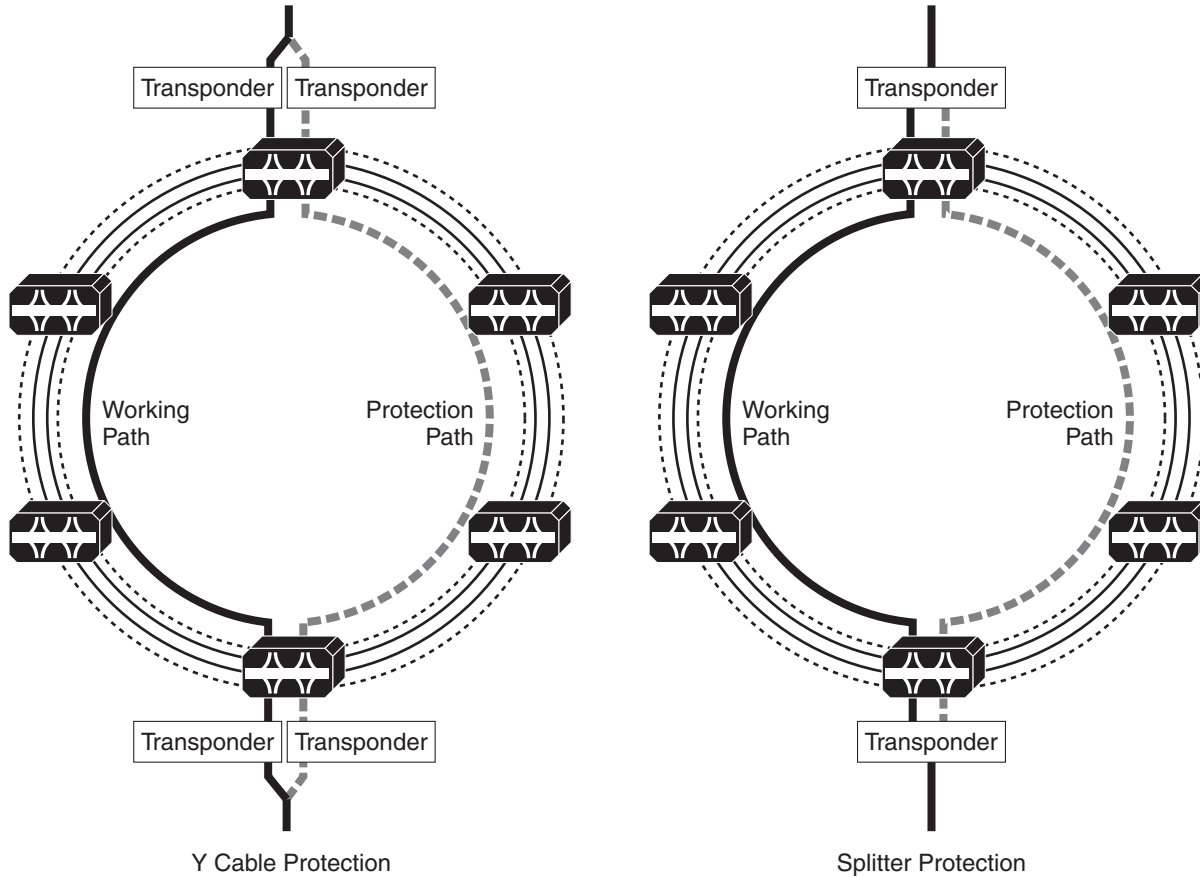 Transponder
Transponder
Transponder
Working
Path
Protection
Path
Working
Path
Protection
Path
Transponder
Transponder
Transponder
Y Cable Protection
Splitter Protection